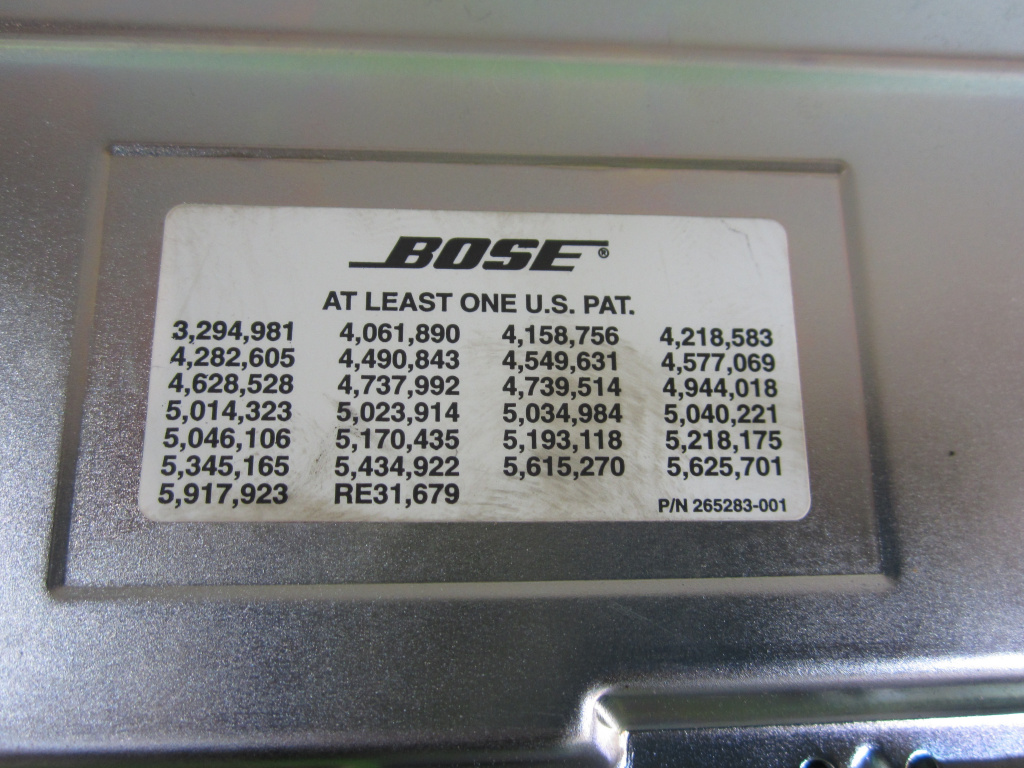 BOSE®
AT LEAST ONE U.S. PAT.
3,294,981 4,061,890 4,158,756 4,218,583
4,282,605 4,490,843 4,549,631 4,577,069
4,628,528 4,737,992 4,739,514 4,944,018
5,014,323 5,023,914 5,034,984 5,040,221
5,046,106 5,170,435 5,193,118 5,218,175
5,345,165 5,434,922 5,615,270 5,625,701
5,917,923 RE31,679
P/N 265283-001